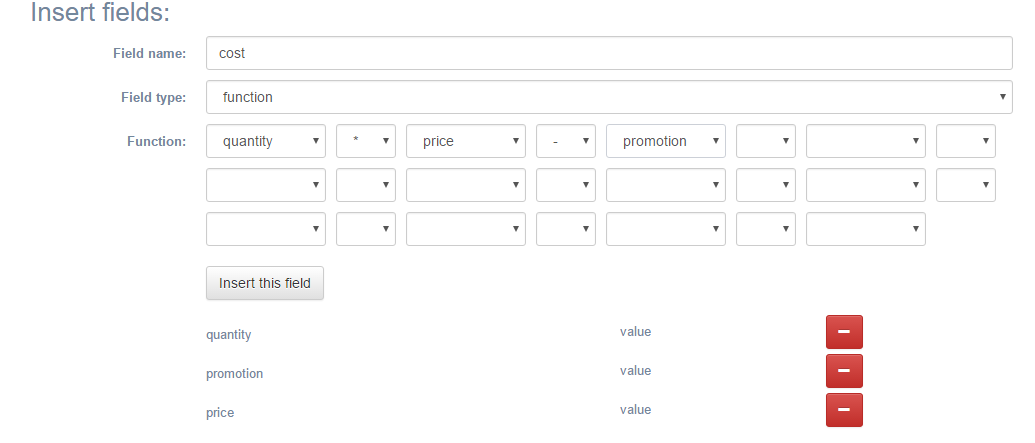 Insert fields:
Field name: cost
Field type: function
Function: quantity * price - promotion
Insert this field
quantity value
promotion value
price value